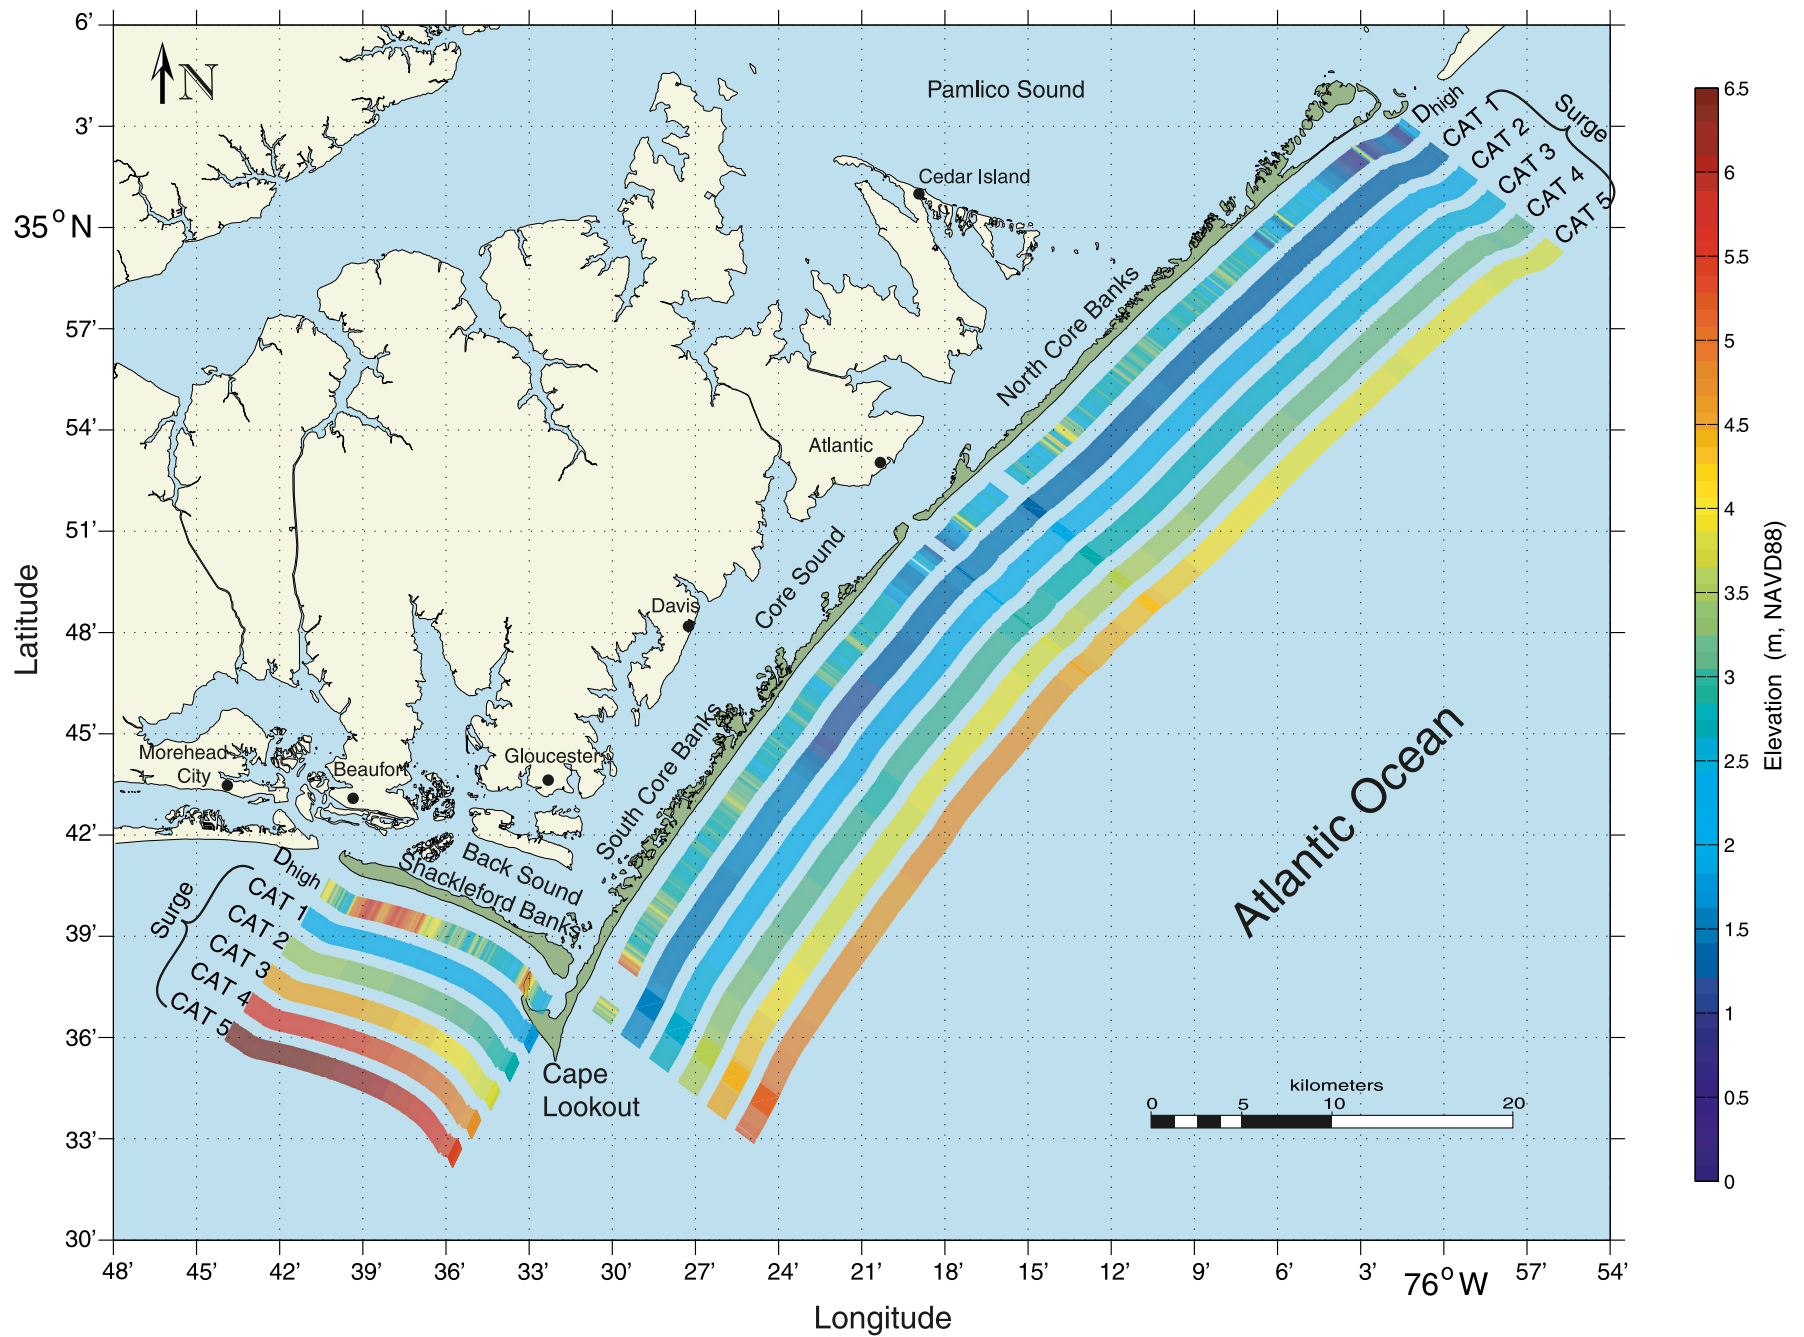 6'
3'
35° N
57'
54'
51'
48'
45'
42'
39'
36'
33'
30'
Latitude
N
Pamlico Sound
Cedar Island
Dhigh
CAT 1
CAT 2
CAT 3
CAT 4
CAT 5
Surge
North Core Banks
Atlantic
Core Sound
Davis
South Core Banks
Morehead
City
Beaufort
Gloucester
Back Sound
Shackleford Banks
Dhigh
CAT 1
CAT 2
CAT 3
CAT 4
CAT 5
Surge
Cape
Lookout
Atlantic Ocean
kilometers
0 5 10 20
48' 45' 42' 39' 36' 33' 30' 27' 24' 21' 18' 15' 12' 9' 6' 3' 76° W 57' 54'
Longitude
6.5
6
5.5
5
4.5
4
3.5
3
2.5
2
1.5
1
0.5
0
Elevation (m, NAVD88)